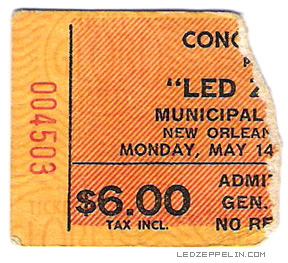 004503
CONC
P
"LED Z
MUNICIPAL
NEW ORLEAN
MONDAY, MAY 14
$6.00
TAX INCL.
ADMI
GEN.
NO RE
LEDZEPPELIN.COM